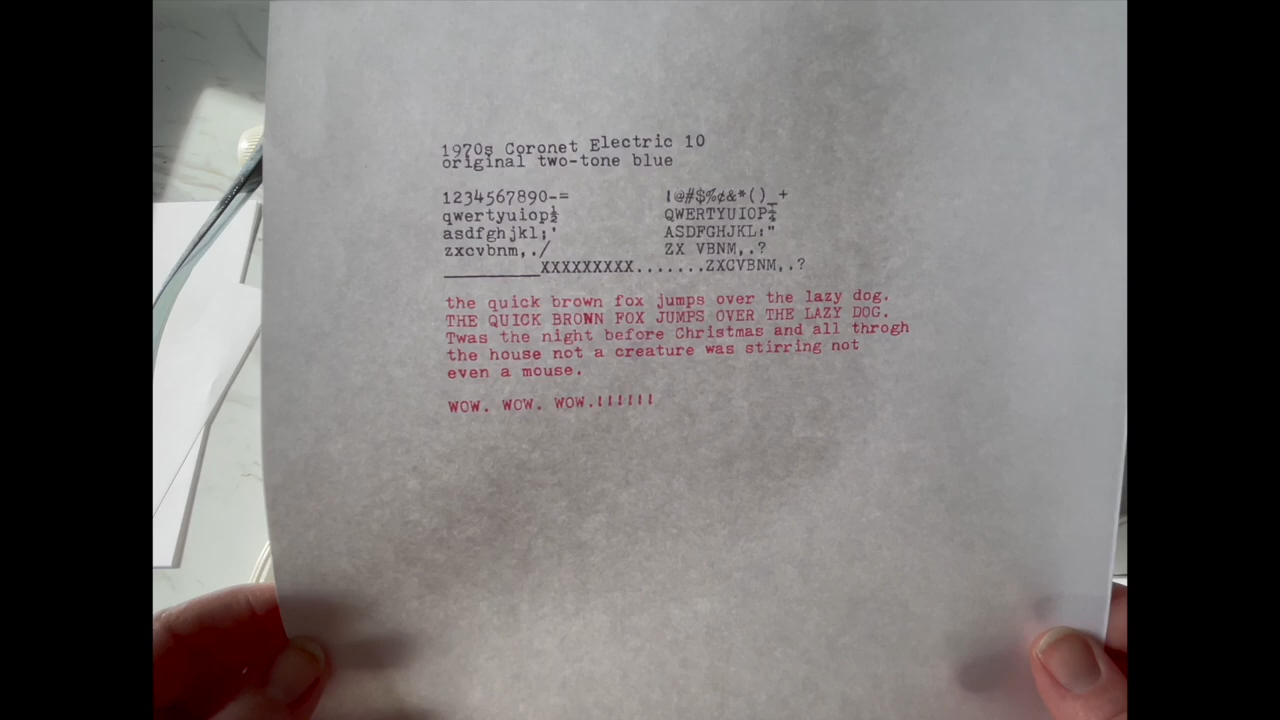 1970s Coronet Electric 10
original two-tone blue
1234567890-= !@#$%¢&*()_+
qwertyuiop½ QWERTYUIOP¼
asdfghjkl;' ASDFGHJKL:"
zxcvbnm,./ ZX VBNM,.?
__________XXXXXXXXX.......ZXCVBNM,.?
the quick brown fox jumps over the lazy dog.
THE QUICK BROWN FOX JUMPS OVER THE LAZY DOG.
Twas the night before Christmas and all throgh
the house not a creature was stirring not
even a mouse.
WOW. WOW. WOW.!!!!!!